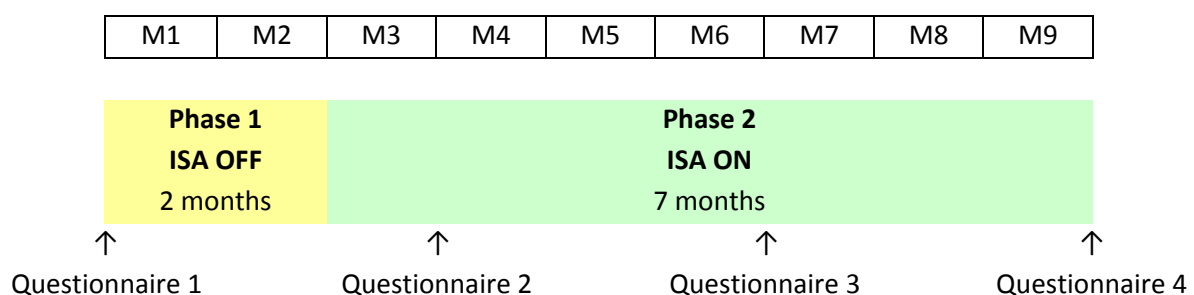 M1 M2 M3 M4 M5 M6 M7 M8 M9
Phase 1
ISA OFF
2 months
Phase 2
ISA ON
7 months
↑ ↑ ↑ ↑
Questionnaire 1 Questionnaire 2 Questionnaire 3 Questionnaire 4